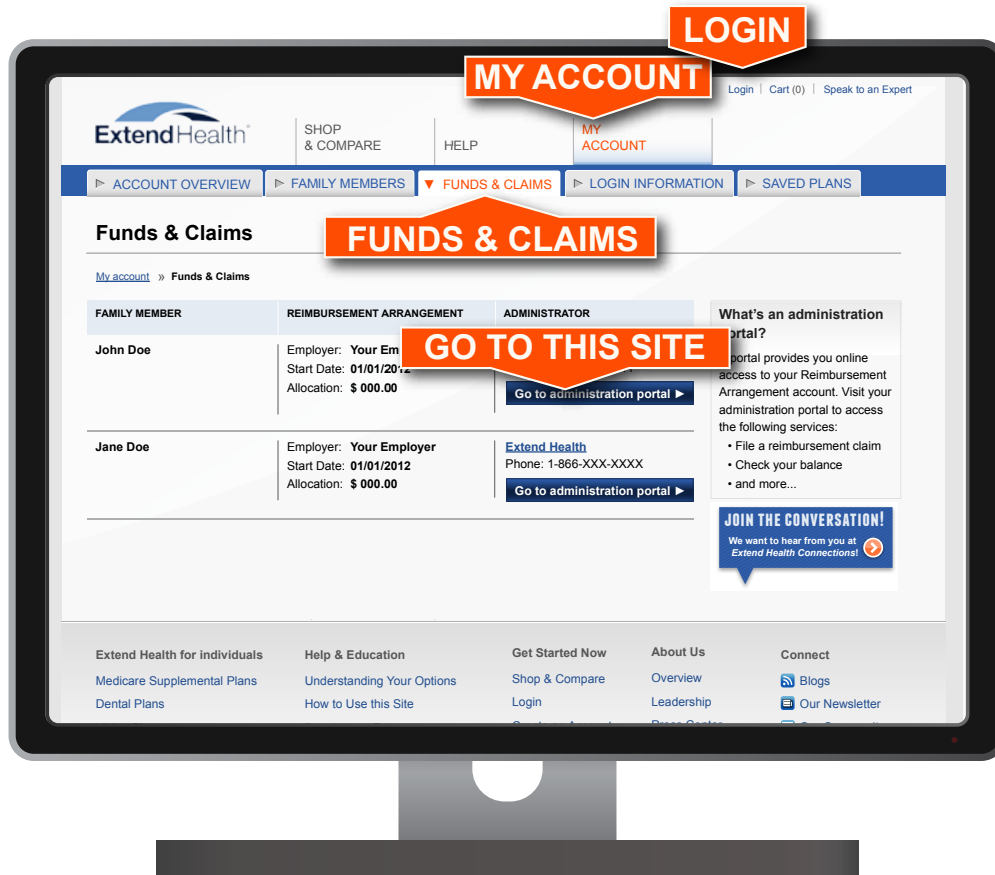 LOGIN
MY ACCOUNT
Login | Cart (0) | Speak to an Expert
ExtendHealth
SHOP
& COMPARE
HELP
MY
ACCOUNT
ACCOUNT OVERVIEW
FAMILY MEMBERS
FUNDS & CLAIMS
LOGIN INFORMATION
SAVED PLANS
Funds & Claims
FUNDS & CLAIMS
My account » Funds & Claims
FAMILY MEMBER
REIMBURSEMENT ARRANGEMENT
ADMINISTRATOR
John Doe
Employer: Your
Start Date: 01/01/2012
Allocation: $ 000.00
GO TO THIS SITE
Go to administration portal ►
Jane Doe
Employer: Your Employer
Start Date: 01/01/2012
Allocation: $ 000.00
Extend Health
Phone: 1-866-XXX-XXXX
Go to administration portal ►
What's an administration
portal?
portal provides you online
access to your Reimbursement
Arrangement account. Visit your
administration portal to access
the following services:
• File a reimbursement claim
• Check your balance
• and more...
JOIN THE CONVERSATION!
We want to hear from you at
Extend Health Connections!
Extend Health for individuals
Medicare Supplemental Plans
Dental Plans
Help & Education
Understanding Your Options
How to Use this Site
Get Started Now
Shop & Compare
Login
About Us
Overview
Leadership
Connect
Blogs
Our Newsletter